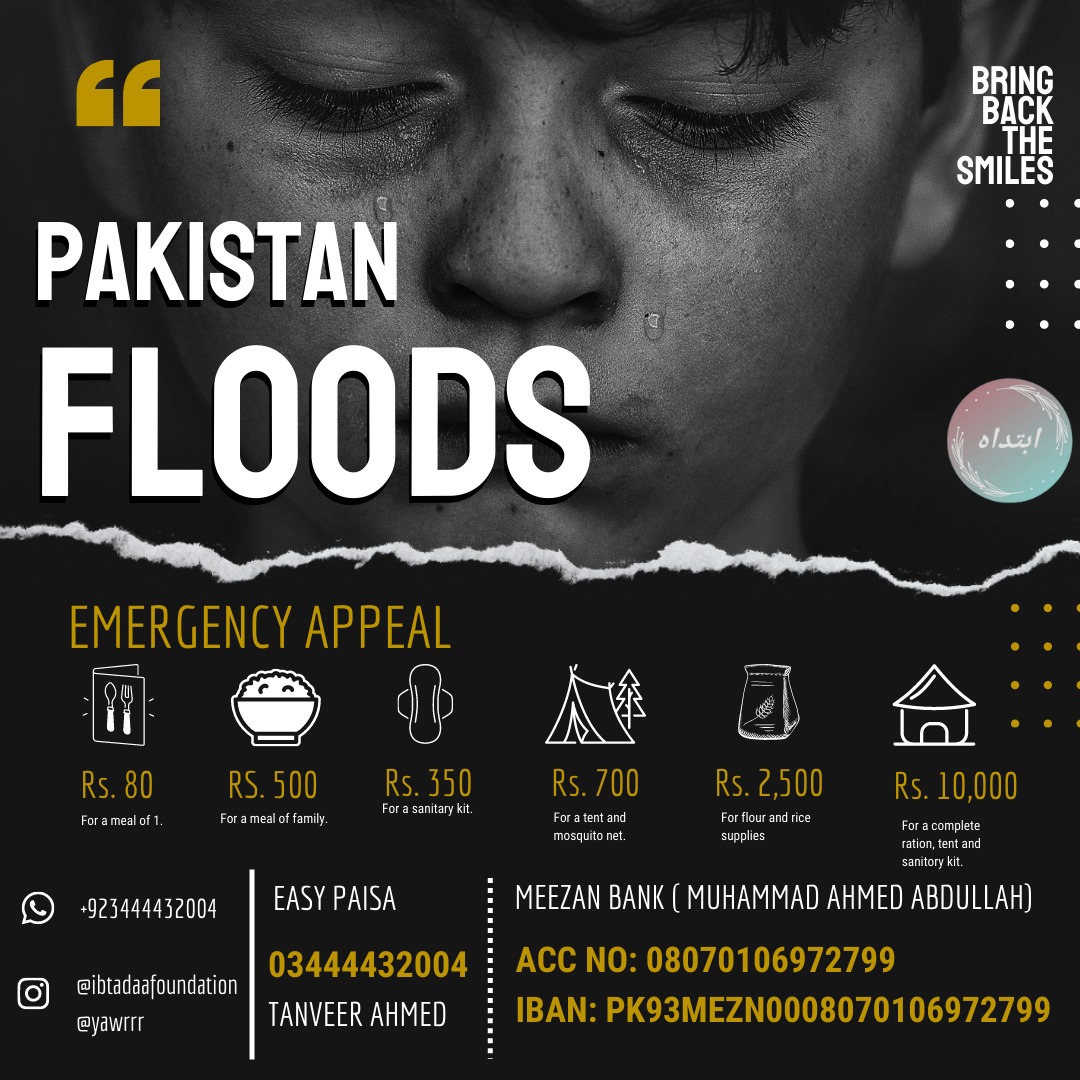 “
BRING
BACK
THE
SMILES
PAKISTAN
FLOODS
ابتداہ
EMERGENCY APPEAL
Rs. 80
For a meal of 1.
RS. 500
For a meal of family.
Rs. 350
For a sanitary kit.
Rs. 700
For a tent and
mosquito net.
Rs. 2,500
For flour and rice
supplies
Rs. 10,000
For a complete
ration, tent and
sanitory kit.
+923444432004
@ibtadaafoundation
@yawrrr
EASY PAISA
03444432004
TANVEER AHMED
MEEZAN BANK ( MUHAMMAD AHMED ABDULLAH)
ACC NO: 08070106972799
IBAN: PK93MEZN0008070106972799